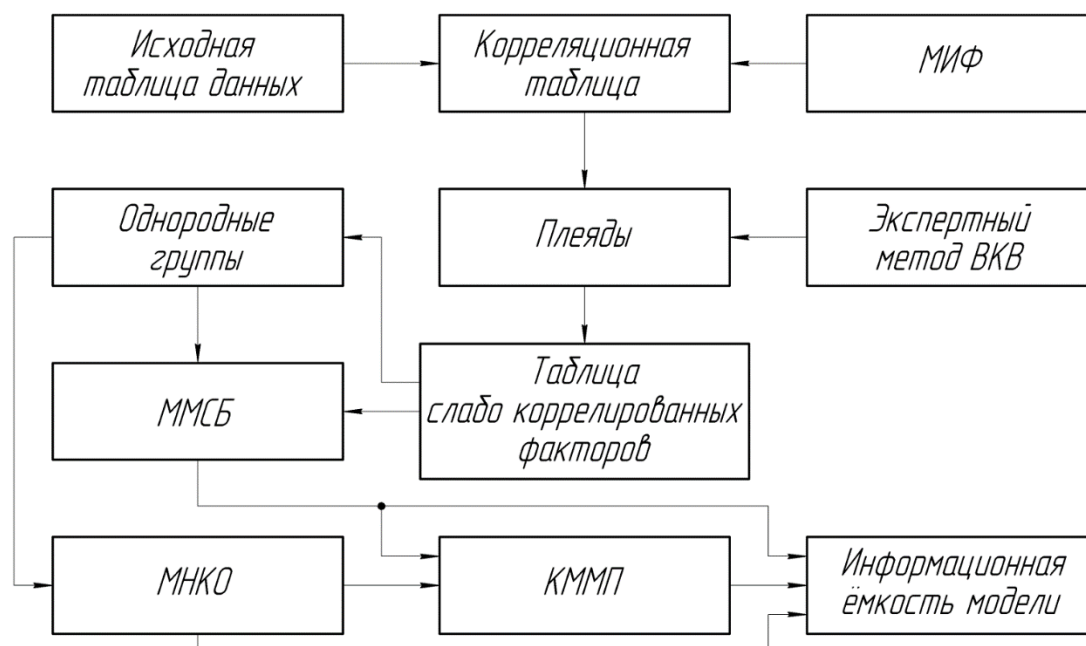 Исходная
таблица данных
Корреляционная
таблица
МИФ
Однородные
группы
Плеяды
Экспертный
метод ВКВ
ММСБ
Таблица
слабо коррелированных
факторов
МНКО
КММП
Информационная
ёмкость модели